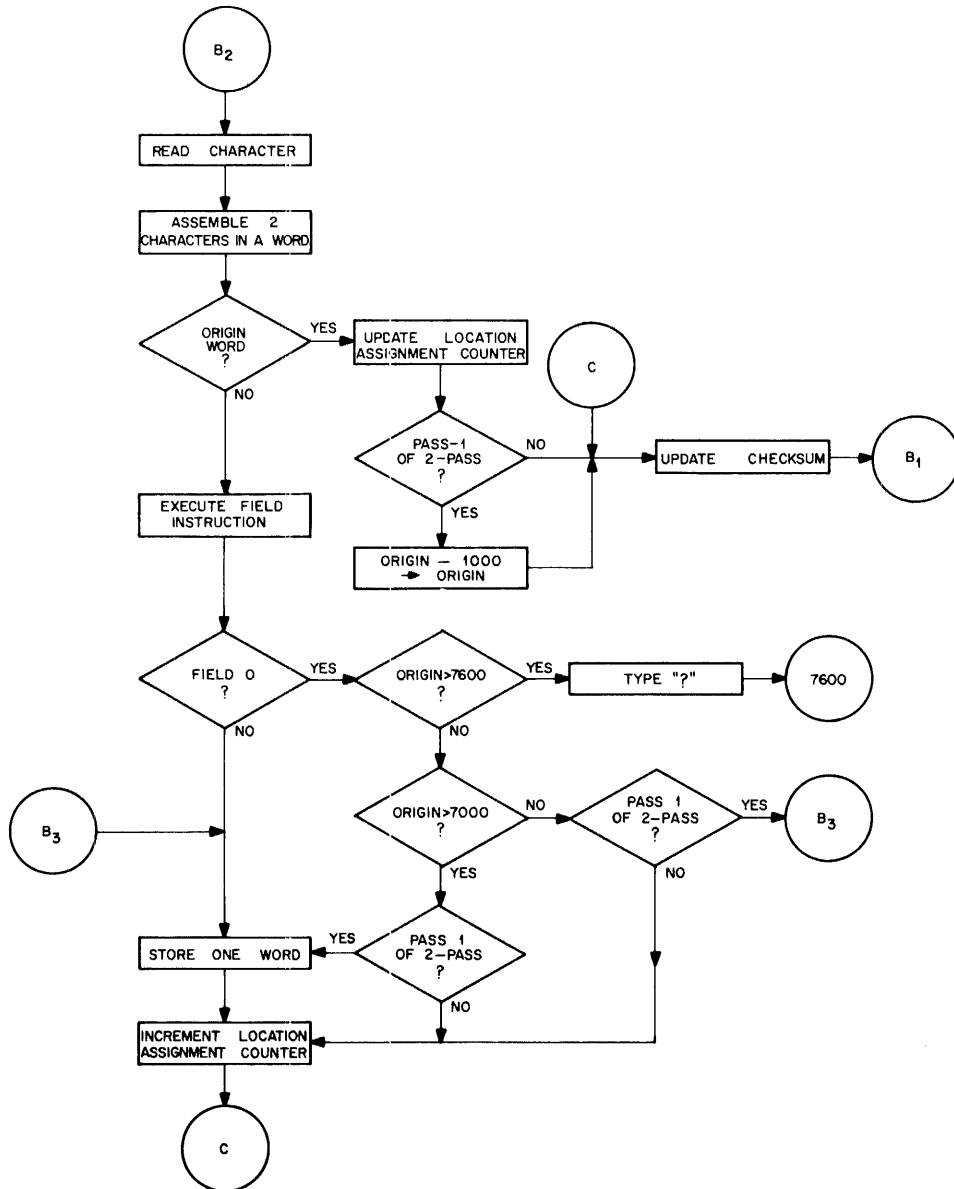 B2
READ CHARACTER
ASSEMBLE 2
CHARACTERS IN A WORD
ORIGIN
WORD
?
YES
NO
UPDATE LOCATION
ASSIGNMENT COUNTER
C
PASS-1
OF 2-PASS
?
NO
YES
UPDATE CHECKSUM
B1
EXECUTE FIELD
INSTRUCTION
ORIGIN — 1000
→ ORIGIN
FIELD 0
?
YES
NO
ORIGIN>7600
?
YES
NO
TYPE "?"
7600
B3
ORIGIN>7000
?
NO
YES
PASS 1
OF 2-PASS
?
YES
NO
B3
STORE ONE WORD
YES
PASS 1
OF 2-PASS
?
NO
INCREMENT LOCATION
ASSIGNMENT COUNTER
C